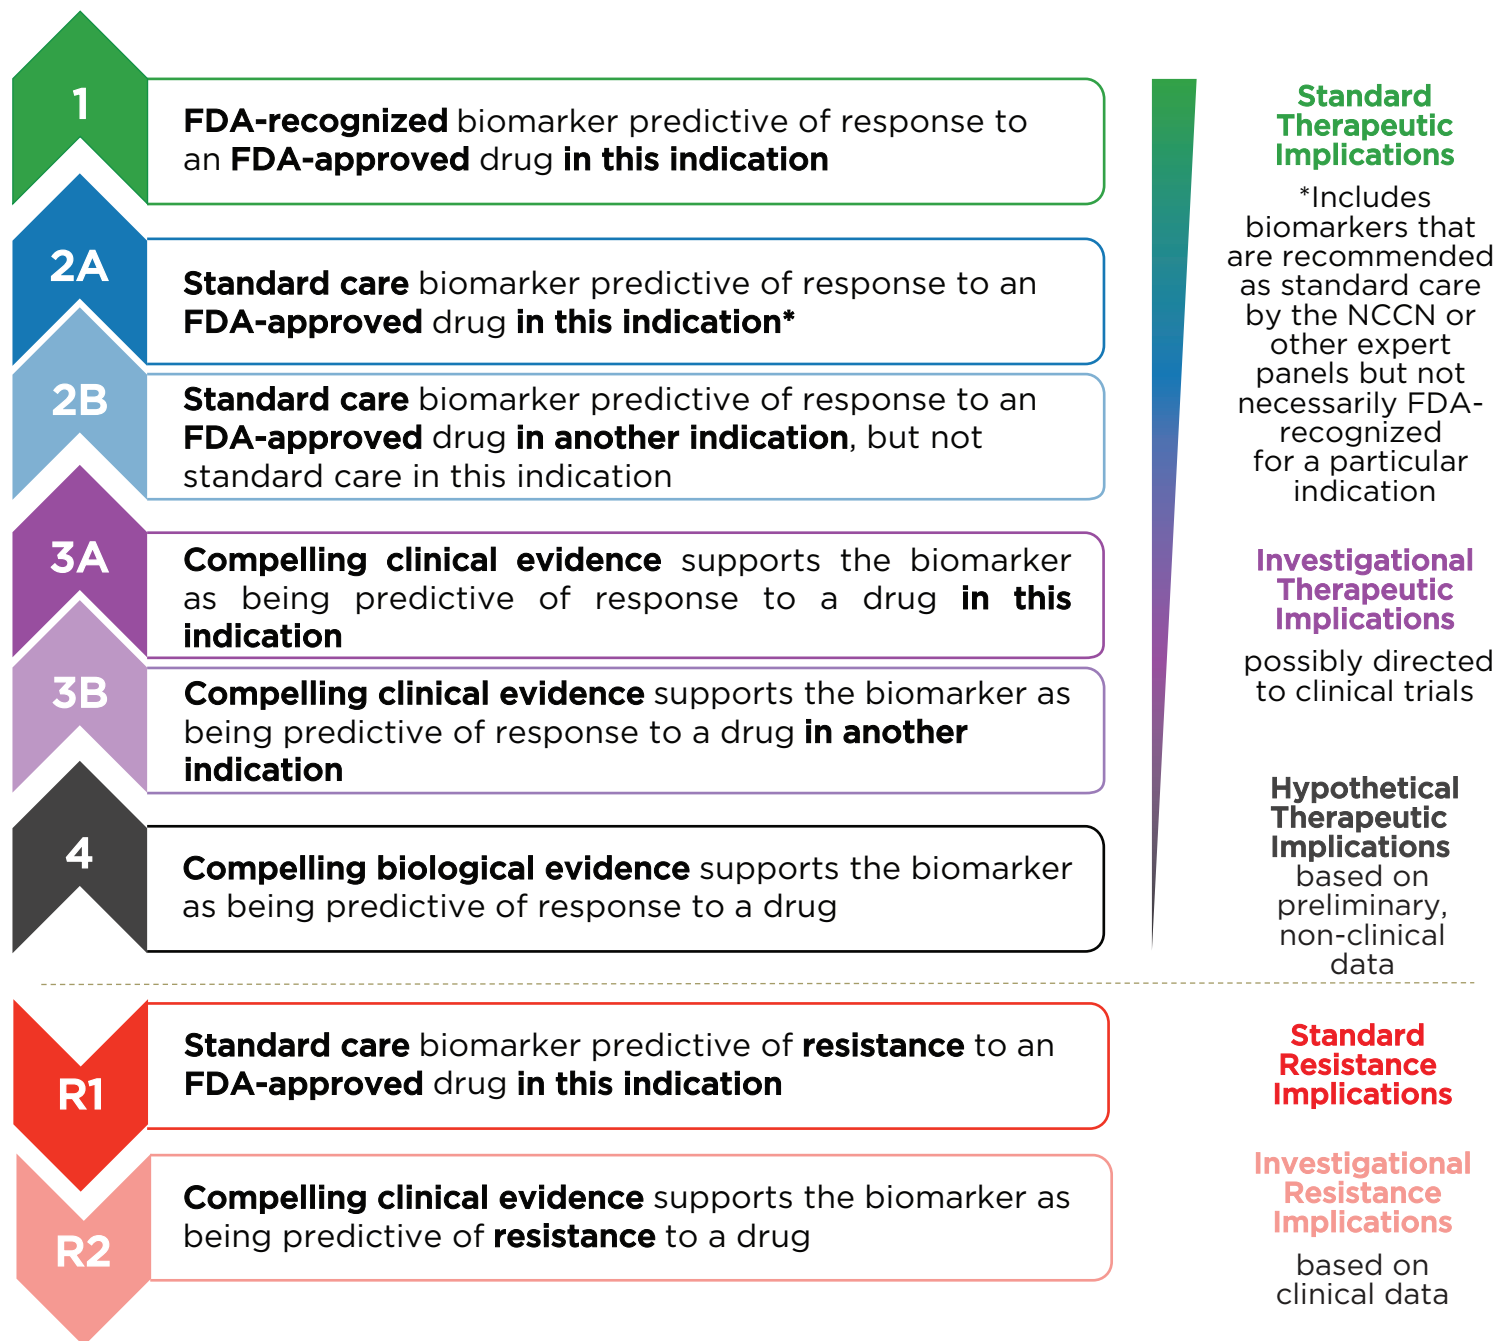 1
FDA-recognized biomarker predictive of response to
an FDA-approved drug in this indication
2A
Standard care biomarker predictive of response to an
FDA-approved drug in this indication*
2B
Standard care biomarker predictive of response to an
FDA-approved drug in another indication, but not
standard care in this indication
3A
Compelling clinical evidence supports the biomarker
as being predictive of response to a drug in this
indication
3B
Compelling clinical evidence supports the biomarker as
being predictive of response to a drug in another
indication
4
Compelling biological evidence supports the biomarker
as being predictive of response to a drug
R1
Standard care biomarker predictive of resistance to an
FDA-approved drug in this indication
R2
Compelling clinical evidence supports the biomarker as
being predictive of resistance to a drug
Standard
Therapeutic
Implications
*Includes
biomarkers that
are recommended
as standard care
by the NCCN or
other expert
panels but not
necessarily FDA-
recognized
for a particular
indication
Investigational
Therapeutic
Implications
possibly directed
to clinical trials
Hypothetical
Therapeutic
Implications
based on
preliminary,
non-clinical
data
Standard
Resistance
Implications
Investigational
Resistance
Implications
based on
clinical data